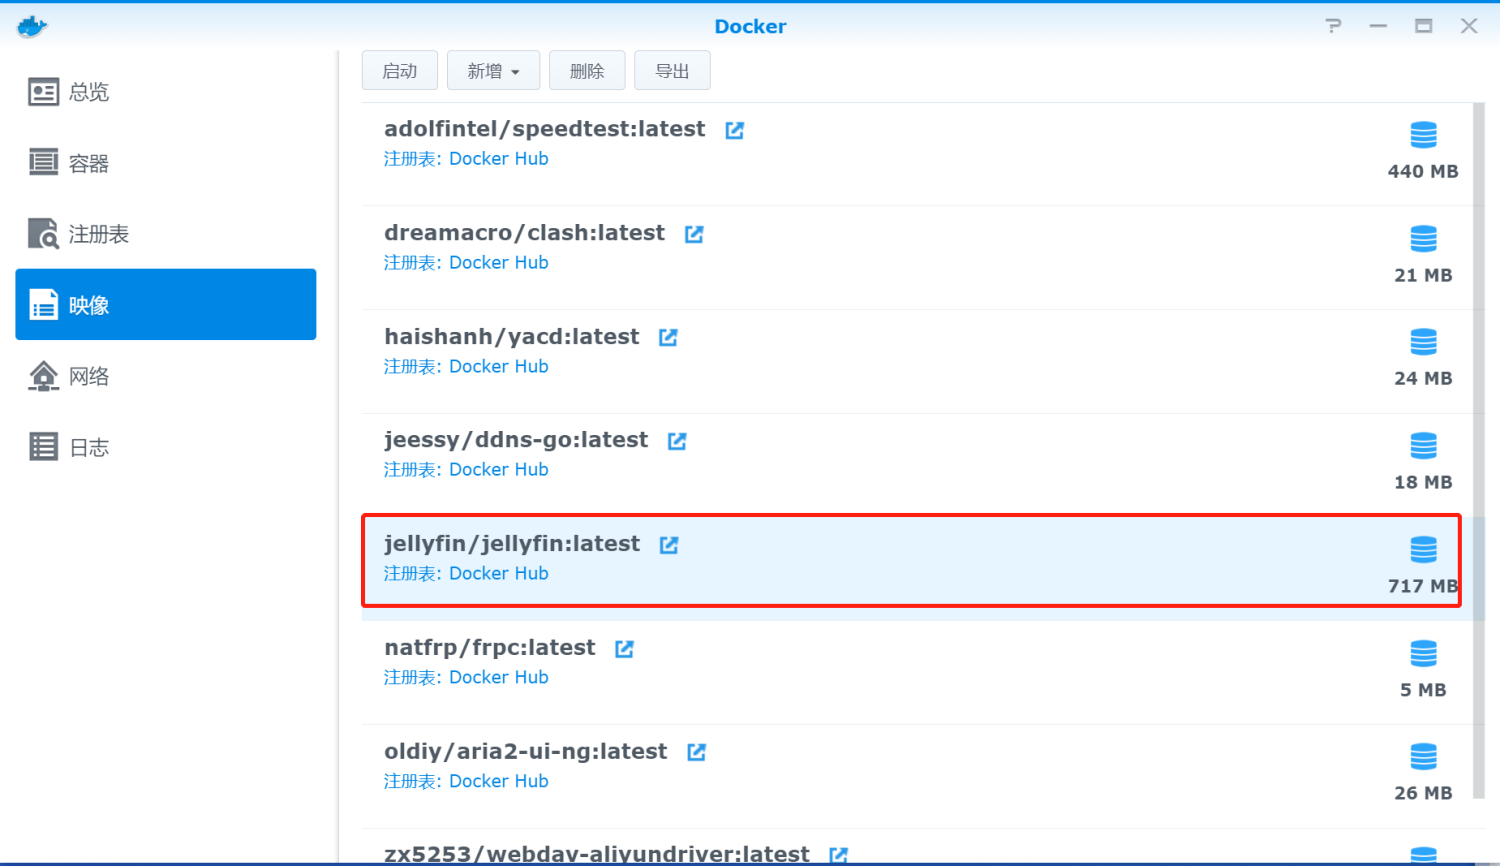 Docker
总览
容器
注册表
映像
网络
日志
启动 新增 删除 导出
adolfintel/speedtest:latest
注册表: Docker Hub
440 MB
dreamacro/clash:latest
注册表: Docker Hub
21 MB
haishanh/yacd:latest
注册表: Docker Hub
24 MB
jeessy/ddns-go:latest
注册表: Docker Hub
18 MB
jellyfin/jellyfin:latest
注册表: Docker Hub
717 MB
natfrp/frpc:latest
注册表: Docker Hub
5 MB
oldiy/aria2-ui-ng:latest
注册表: Docker Hub
26 MB
zx5253/webdav-aliyundriver:latest